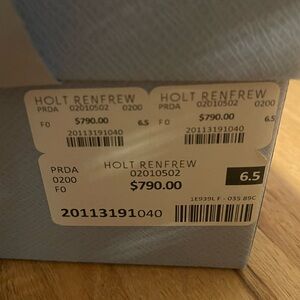 HOLT RENFREW
PRDA 02010502 0200
$790.00
F0 6.5
20113191040
HOLT RENFREW
PRDA 02010502 0200
$790.00
F0 6.5
20113191040
HOLT RENFREW
PRDA 02010502
0200 $790.00 6.5
F0
1E939L F - 035 B9C
20113191040